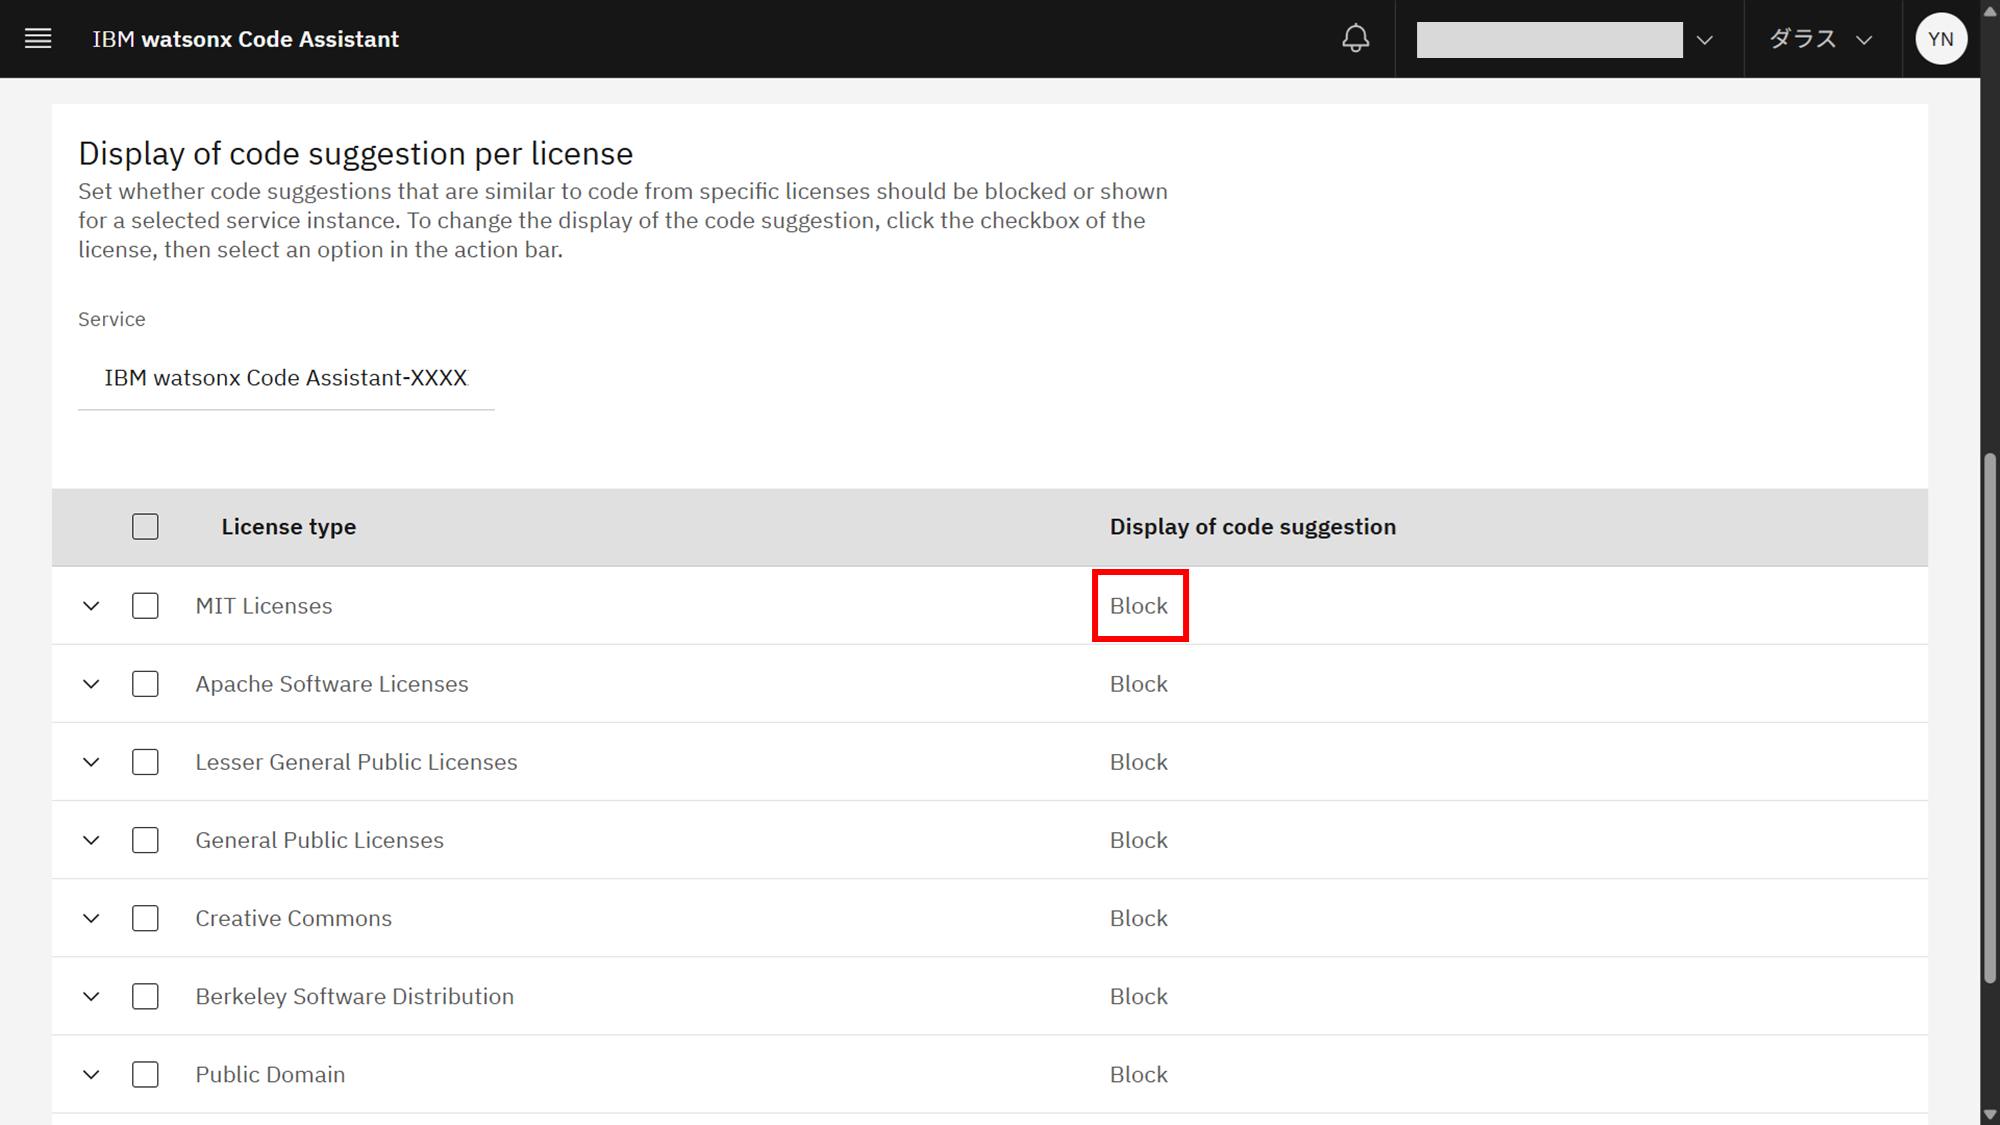 IBM watsonx Code Assistant
ダラス
YN
Display of code suggestion per license
Set whether code suggestions that are similar to code from specific licenses should be blocked or shown
for a selected service instance. To change the display of the code suggestion, click the checkbox of the
license, then select an option in the action bar.
Service
IBM watsonx Code Assistant-XXXX
License type Display of code suggestion
MIT Licenses Block
Apache Software Licenses Block
Lesser General Public Licenses Block
General Public Licenses Block
Creative Commons Block
Berkeley Software Distribution Block
Public Domain Block